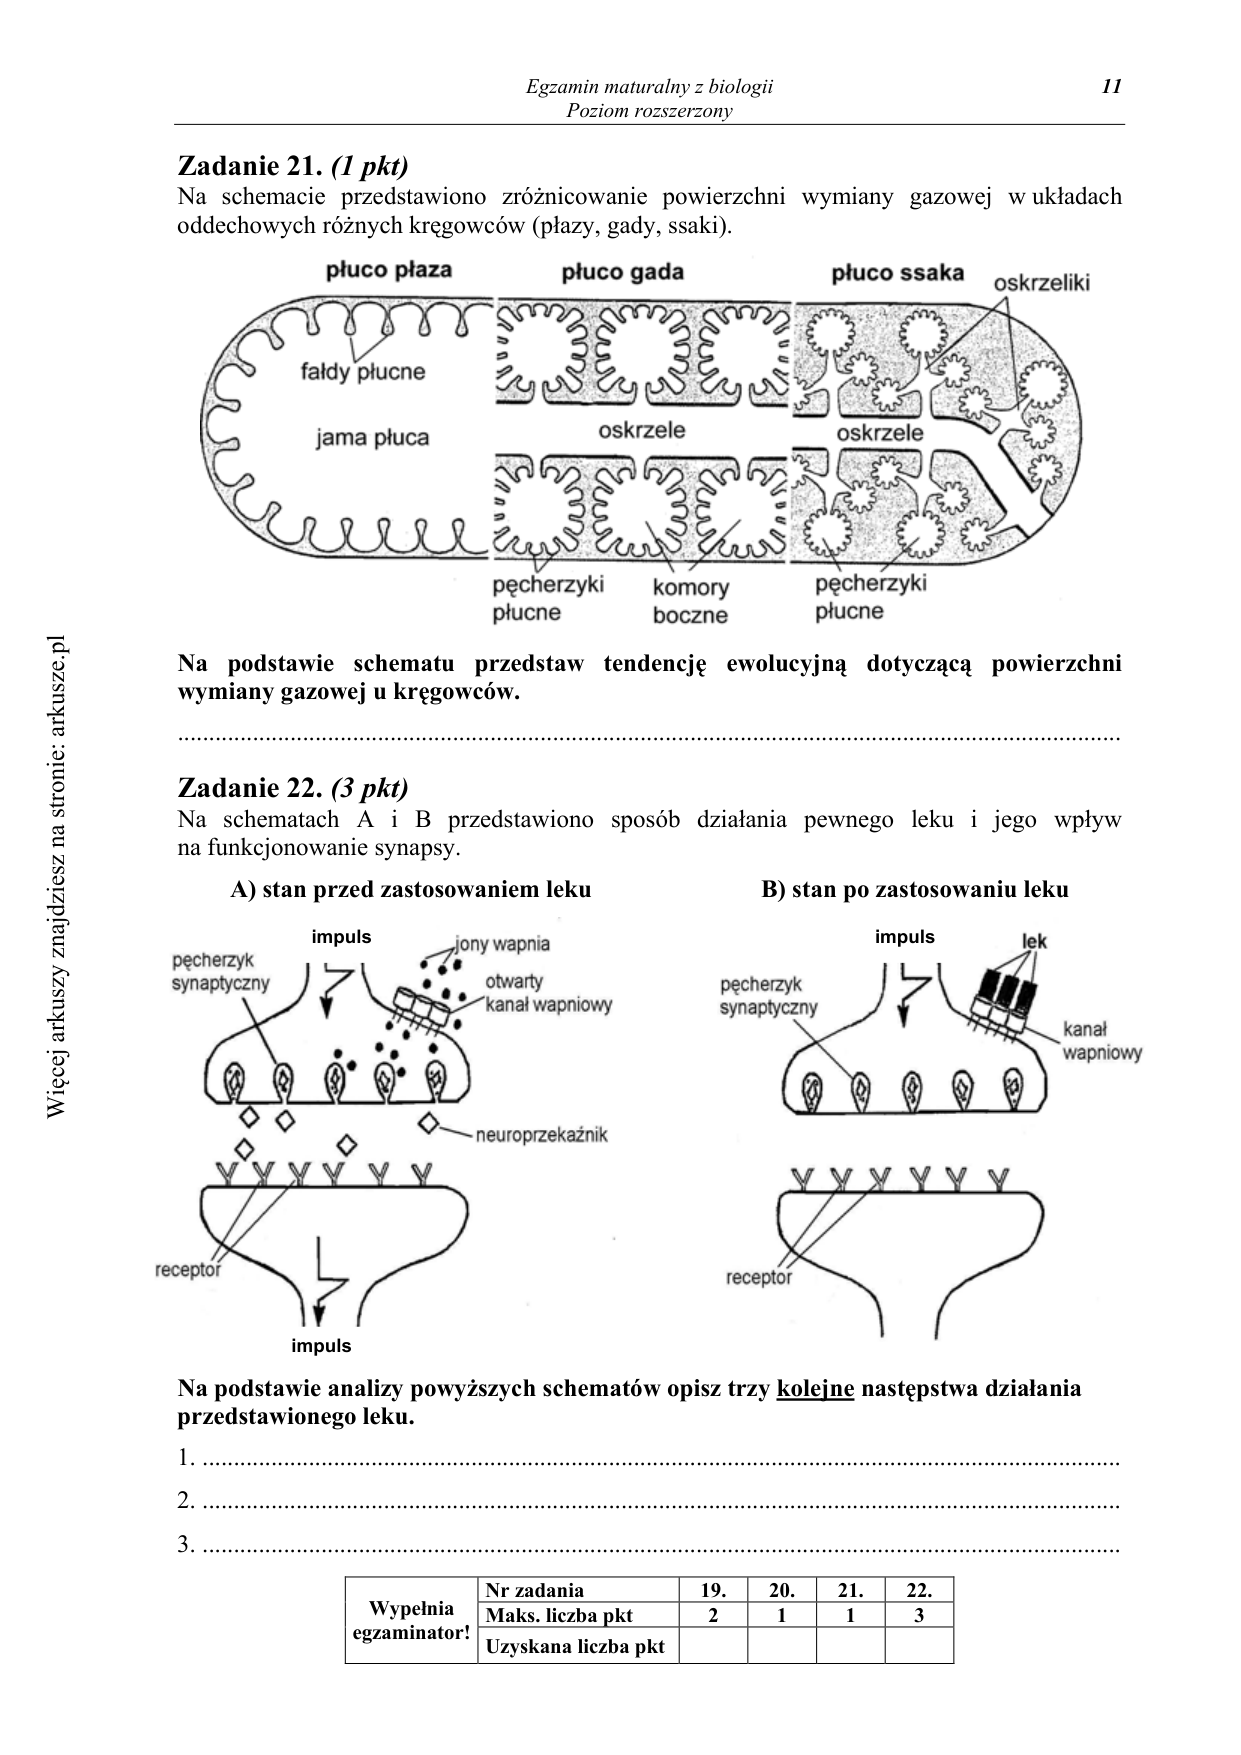 Egzamin maturalny z biologii
Poziom rozszerzony
11
Zadanie 21. (1 pkt)
Na schemacie przedstawiono zróżnicowanie powierzchni wymiany gazowej w układach
oddechowych różnych kręgowców (płazy, gady, ssaki).
płuco płaza
płuco gada
płuco ssaka
oskrzeliki
fałdy płucne
jama płuca
oskrzele
oskrzele
pęcherzyki
płucne
komory
boczne
pęcherzyki
płucne
Na podstawie schematu przedstaw tendencję ewolucyjną dotyczącą powierzchni
wymiany gazowej u kręgowców.
Zadanie 22. (3 pkt)
Na schematach A i B przedstawiono sposób działania pewnego leku i jego wpływ
na funkcjonowanie synapsy.
A) stan przed zastosowaniem leku
B) stan po zastosowaniu leku
impuls
jony wapnia
pęcherzyk
synaptyczny
otwarty
kanał wapniowy
neuroprzekaźnik
receptor
impuls
impuls
lek
pęcherzyk
synaptyczny
kanał
wapniowy
receptor
Na podstawie analizy powyższych schematów opisz trzy kolejne następstwa działania
przedstawionego leku.
1.
2.
3.
Wypełnia
egzaminator!
Nr zadania 19. 20. 21. 22.
Maks. liczba pkt 2 1 1 3
Uzyskana liczba pkt
Więcej arkuszy znajdziesz na stronie: arkusze.pl